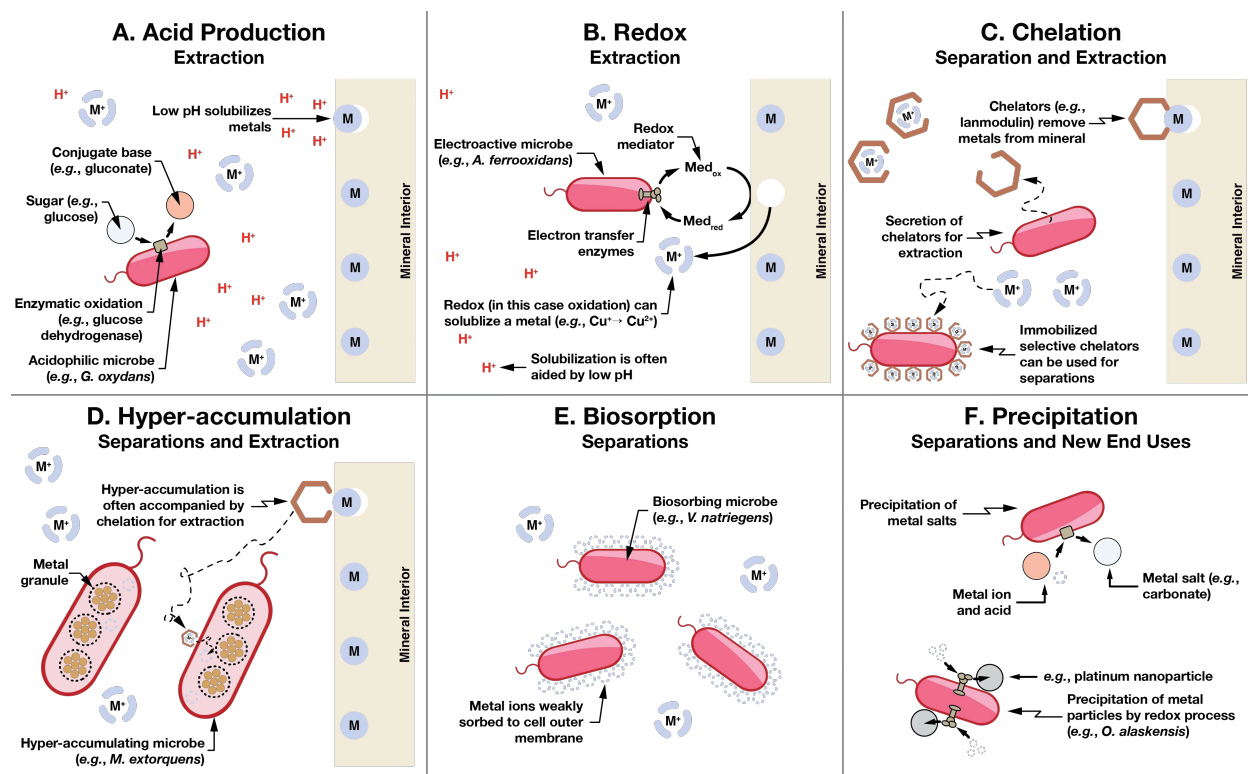 A. Acid Production
Extraction
H⁺
M⁺
Low pH solubilizes
metals
H⁺
H⁺
H⁺
H⁺
M
Conjugate base
(e.g., gluconate)
H⁺
M⁺
Sugar (e.g.,
glucose)
M
H⁺
M
Mineral Interior
Enzymatic oxidation
(e.g., glucose
dehydrogenase)
H⁺
H⁺
M⁺
H⁺
M
Acidophilic microbe
(e.g., G. oxydans)
M⁺
B. Redox
Extraction
H⁺
M⁺
M
Redox
mediator
Electroactive microbe
(e.g., A. ferrooxidans)
Medox
Medred
Electron transfer
enzymes
H⁺
M⁺
H⁺
M
Mineral Interior
Redox (in this case oxidation) can
solublize a metal (e.g., Cu⁺→ Cu²⁺)
H⁺
M
H⁺
Solubilization is often
aided by low pH
C. Chelation
Separation and Extraction
M⁺
Chelators (e.g.,
lanmodulin) remove
metals from mineral
M
M⁺
M
Secretion of
chelators for
extraction
M
Mineral Interior
M⁺
M⁺
Immobilized
selective chelators
can be used for
separations
M
D. Hyper-accumulation
Separations and Extraction
M⁺
Hyper-accumulation is
often accompanied by
chelation for extraction
M
M⁺
Metal
granule
M
M
Mineral Interior
M⁺
M
Hyper-accumulating microbe
(e.g., M. extorquens)
E. Biosorption
Separations
Biosorbing microbe
(e.g., V. natriegens)
M⁺
M⁺
Metal ions weakly
sorbed to cell outer
membrane
M⁺
F. Precipitation
Separations and New End Uses
Precipitation of
metal salts
Metal ion
and acid
Metal salt (e.g.,
carbonate)
e.g., platinum nanoparticle
Precipitation of metal
particles by redox process
(e.g., O. alaskensis)